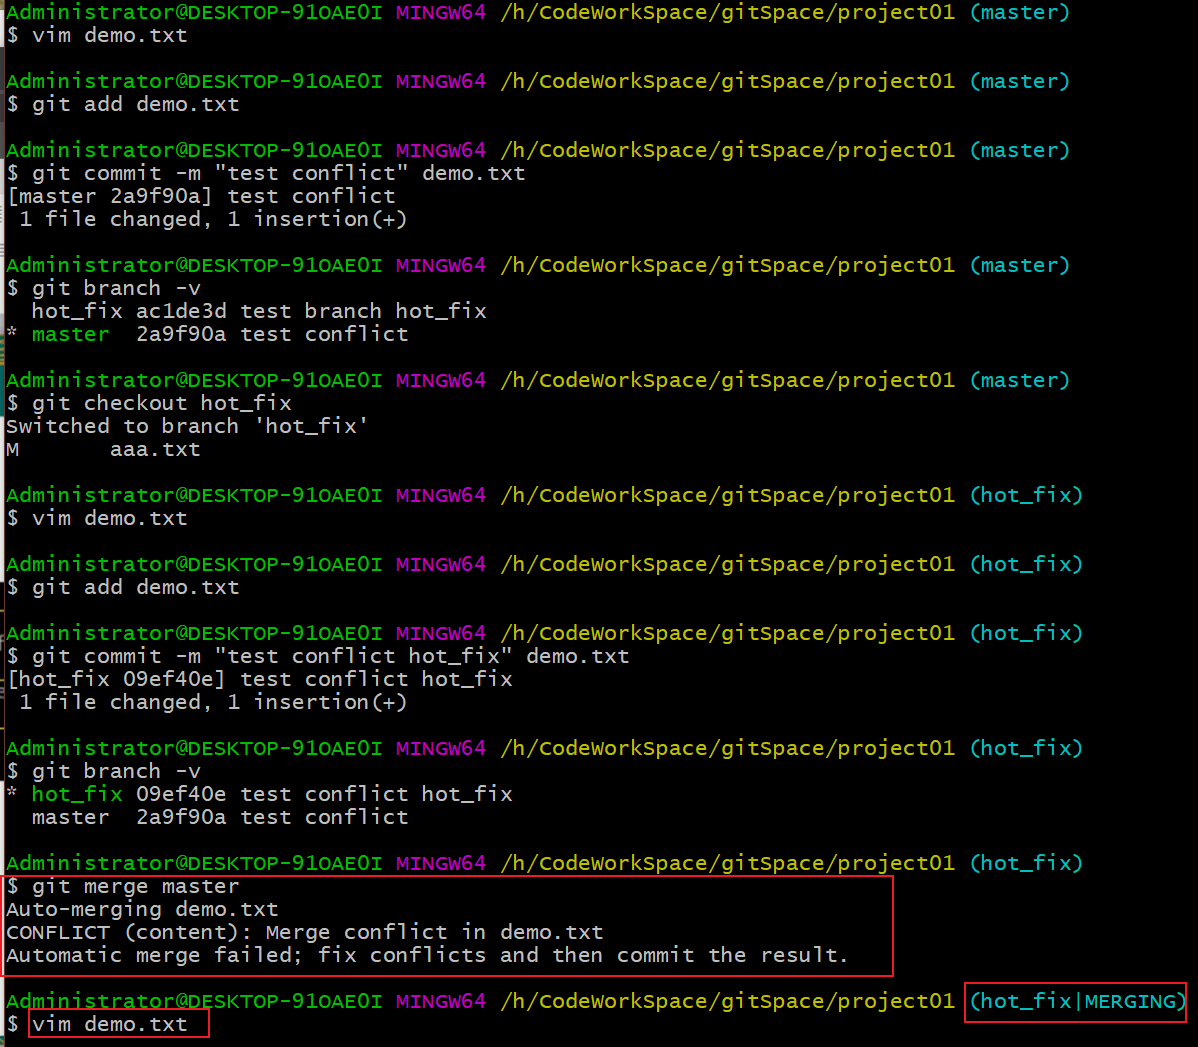 Administrator@DESKTOP-91OAE0I MINGW64 /h/CodeWorkSpace/gitSpace/project01 (master)
$ vim demo.txt
Administrator@DESKTOP-91OAE0I MINGW64 /h/CodeWorkSpace/gitSpace/project01 (master)
$ git add demo.txt
Administrator@DESKTOP-91OAE0I MINGW64 /h/CodeWorkSpace/gitSpace/project01 (master)
$ git commit -m "test conflict" demo.txt
[master 2a9f90a] test conflict
 1 file changed, 1 insertion(+)
Administrator@DESKTOP-91OAE0I MINGW64 /h/CodeWorkSpace/gitSpace/project01 (master)
$ git branch -v
  hot_fix ac1de3d test branch hot_fix
* master  2a9f90a test conflict
Administrator@DESKTOP-91OAE0I MINGW64 /h/CodeWorkSpace/gitSpace/project01 (master)
$ git checkout hot_fix
Switched to branch 'hot_fix'
M       aaa.txt
Administrator@DESKTOP-91OAE0I MINGW64 /h/CodeWorkSpace/gitSpace/project01 (hot_fix)
$ vim demo.txt
Administrator@DESKTOP-91OAE0I MINGW64 /h/CodeWorkSpace/gitSpace/project01 (hot_fix)
$ git add demo.txt
Administrator@DESKTOP-91OAE0I MINGW64 /h/CodeWorkSpace/gitSpace/project01 (hot_fix)
$ git commit -m "test conflict hot_fix" demo.txt
[hot_fix 09ef40e] test conflict hot_fix
 1 file changed, 1 insertion(+)
Administrator@DESKTOP-91OAE0I MINGW64 /h/CodeWorkSpace/gitSpace/project01 (hot_fix)
$ git branch -v
* hot_fix 09ef40e test conflict hot_fix
  master  2a9f90a test conflict
Administrator@DESKTOP-91OAE0I MINGW64 /h/CodeWorkSpace/gitSpace/project01 (hot_fix)
$ git merge master
Auto-merging demo.txt
CONFLICT (content): Merge conflict in demo.txt
Automatic merge failed; fix conflicts and then commit the result.
Administrator@DESKTOP-91OAE0I MINGW64 /h/CodeWorkSpace/gitSpace/project01 (hot_fix|MERGING)
$ vim demo.txt